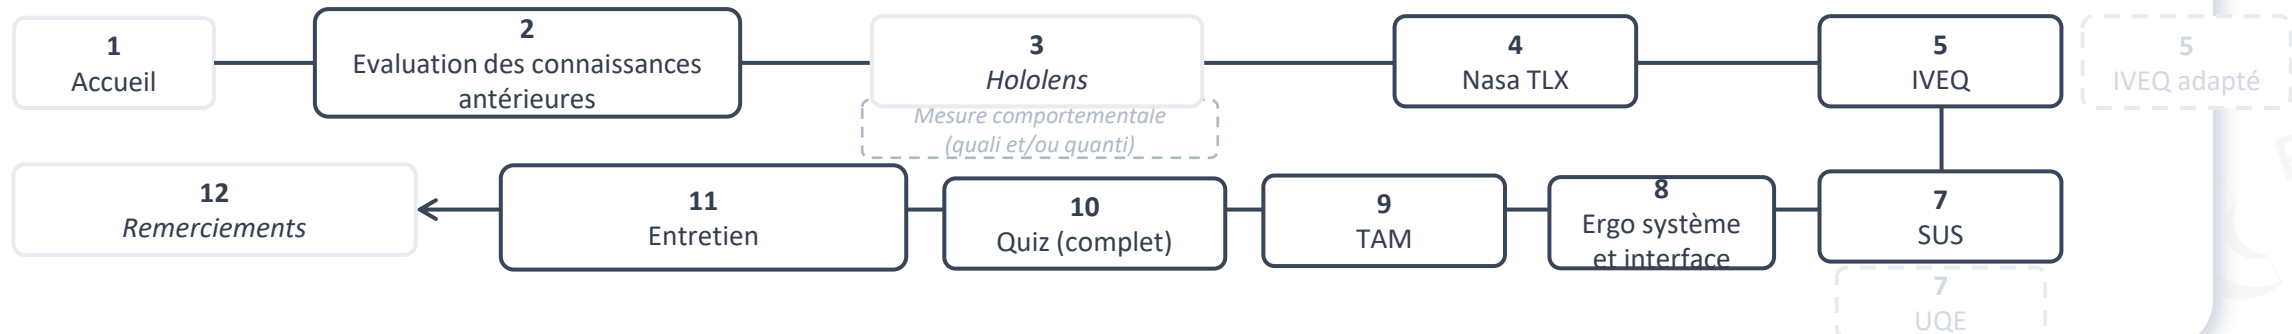 1
Accueil
2
Evaluation des connaissances
antérieures
3
Hololens
Mesure comportementale
(quali et/ou quanti)
4
Nasa TLX
5
IVEQ
5
IVEQ adapté
12
Remerciements
11
Entretien
10
Quiz (complet)
9
TAM
8
Ergo système
et interface
7
SUS
7
UQE